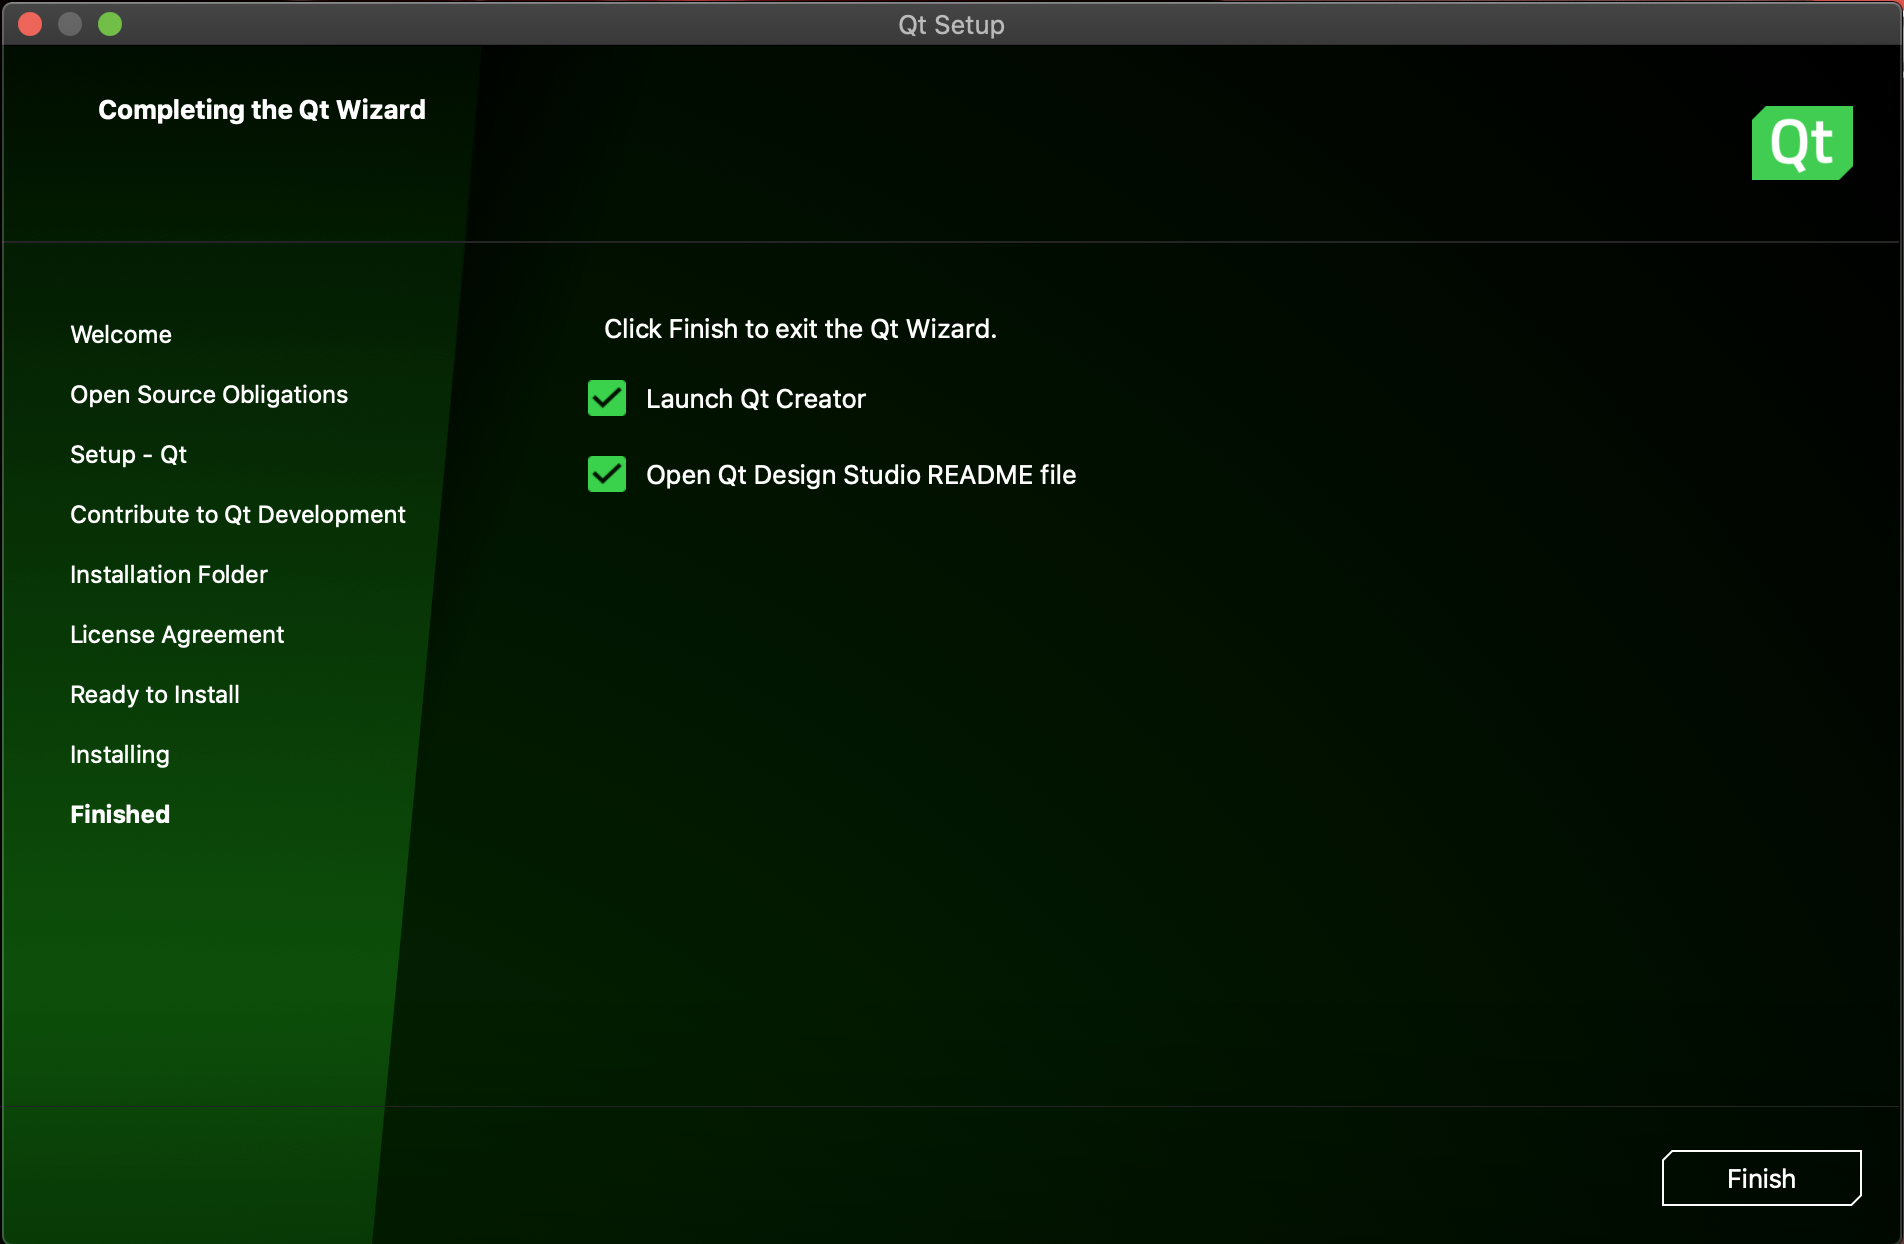 Qt Setup
Completing the Qt Wizard
Qt
Welcome
Open Source Obligations
Setup - Qt
Contribute to Qt Development
Installation Folder
License Agreement
Ready to Install
Installing
Finished
Click Finish to exit the Qt Wizard.
Launch Qt Creator
Open Qt Design Studio README file
Finish